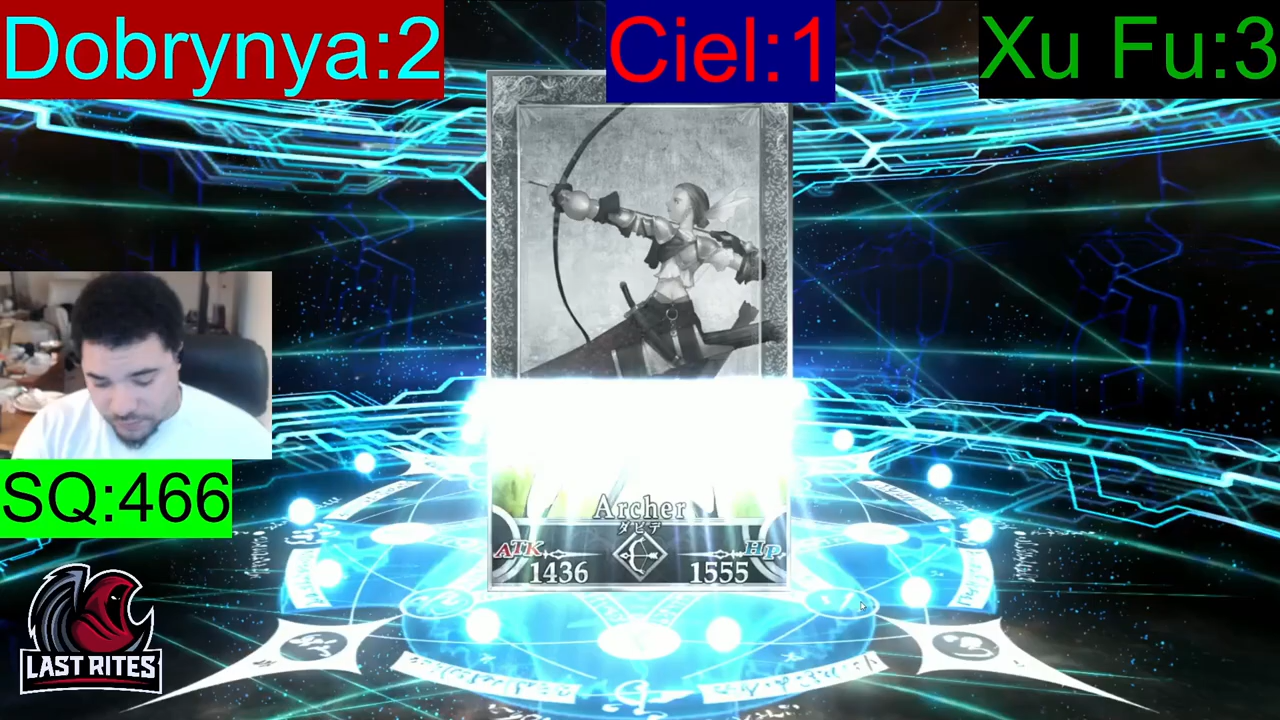 Dobrynya:2
Ciel:1
Xu Fu:3
SQ:466
Archer
ダビデ
ATK
HP
1436
1555
LAST RITES